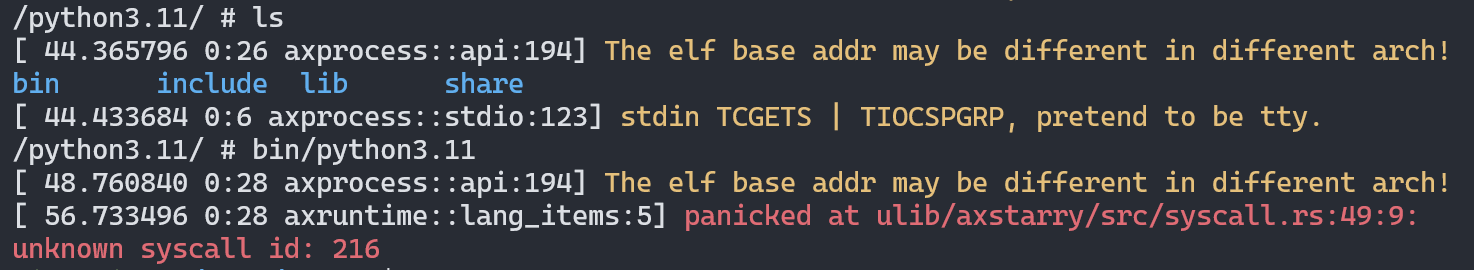 /python3.11/ # ls
[ 44.365796 0:26 axprocess::api:194] The elf base addr may be different in different arch!
bin      include  lib      share
[ 44.433684 0:6 axprocess::stdio:123] stdin TCGETS | TIOCSPGRP, pretend to be tty.
/python3.11/ # bin/python3.11
[ 48.760840 0:28 axprocess::api:194] The elf base addr may be different in different arch!
[ 56.733496 0:28 axruntime::lang_items:5] panicked at ulib/axstarry/src/syscall.rs:49:9:
unknown syscall id: 216